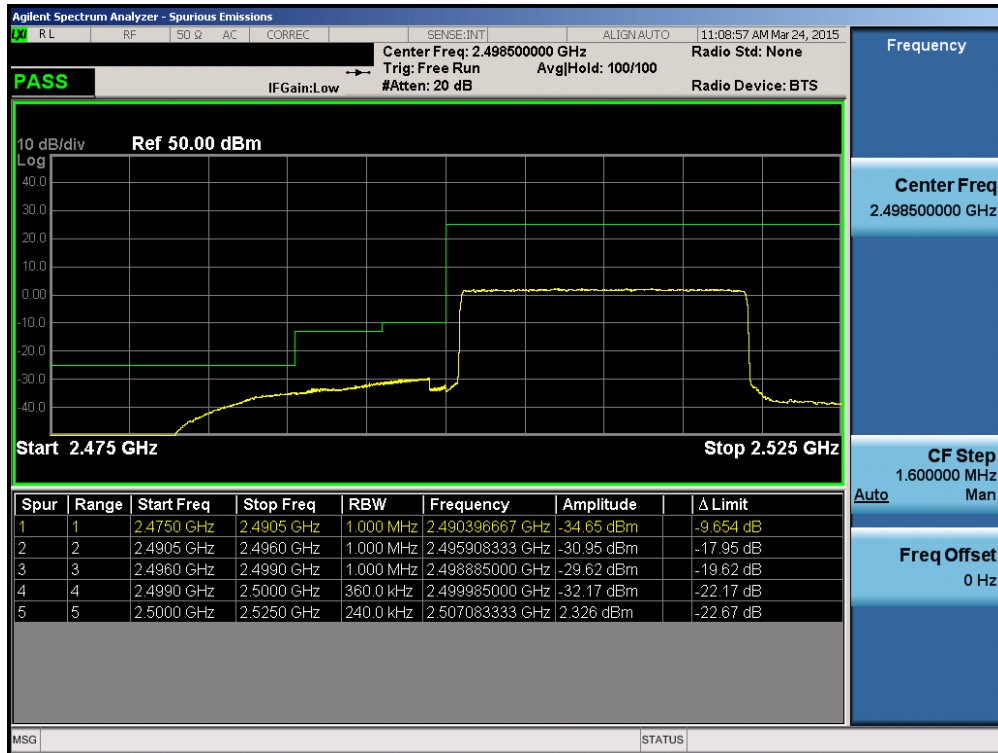 Agilent Spectrum Analyzer - Spurious Emissions
LXI RL RF 50 Ω AC CORREC SENSE:INT ALIGN AUTO 11:08:57 AM Mar 24, 2015
Center Freq: 2.498500000 GHz Radio Std: None
Trig: Free Run Avg|Hold: 100/100
PASS IFGain:Low #Atten: 20 dB Radio Device: BTS
10 dB/div Ref 50.00 dBm
Log
40.0
30.0
20.0
10.0
0.00
-10.0
-20.0
-30.0
-40.0
Start 2.475 GHz Stop 2.525 GHz
Spur Range Start Freq Stop Freq RBW Frequency Amplitude Δ Limit
1 1 2.4750 GHz 2.4905 GHz 1.000 MHz 2.490396667 GHz -34.65 dBm -9.654 dB
2 2 2.4905 GHz 2.4960 GHz 1.000 MHz 2.495908333 GHz -30.95 dBm -17.95 dB
3 3 2.4960 GHz 2.4990 GHz 1.000 MHz 2.498885000 GHz -29.62 dBm -19.62 dB
4 4 2.4990 GHz 2.5000 GHz 360.0 kHz 2.499985000 GHz -32.17 dBm -22.17 dB
5 5 2.5000 GHz 2.5250 GHz 240.0 kHz 2.507083333 GHz 2.326 dBm -22.67 dB
MSG STATUS
Frequency
Center Freq
2.498500000 GHz
CF Step
1.600000 MHz
Auto Man
Freq Offset
0 Hz